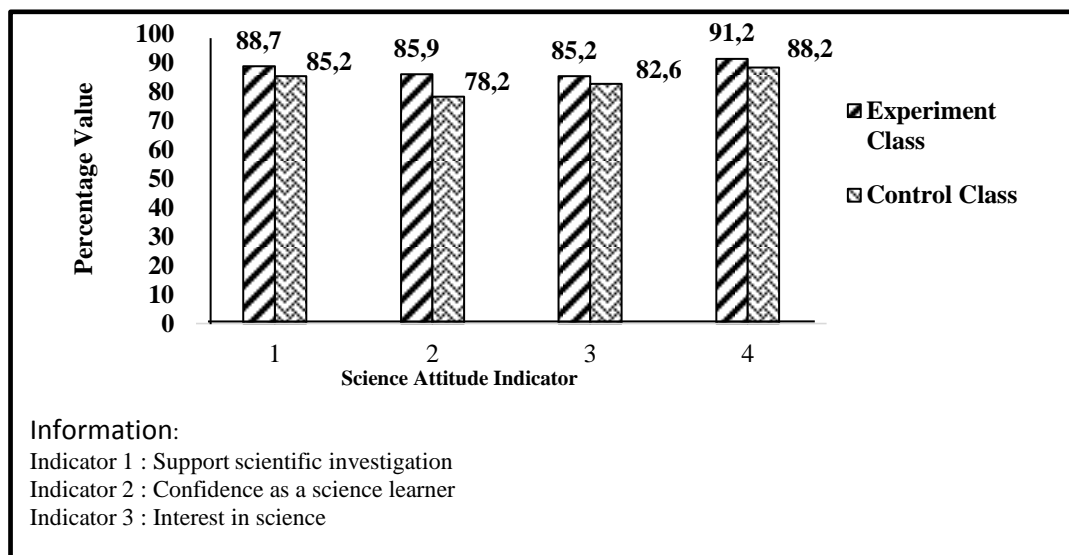 100
90
80
70
60
50
40
30
20
10
0
Percentage Value
88,7
85,2
85,9
78,2
85,2
82,6
91,2
88,2
1
2
3
4
Science Attitude Indicator
Experiment
Class
Control Class
Information:
Indicator 1 : Support scientific investigation
Indicator 2 : Confidence as a science learner
Indicator 3 : Interest in science